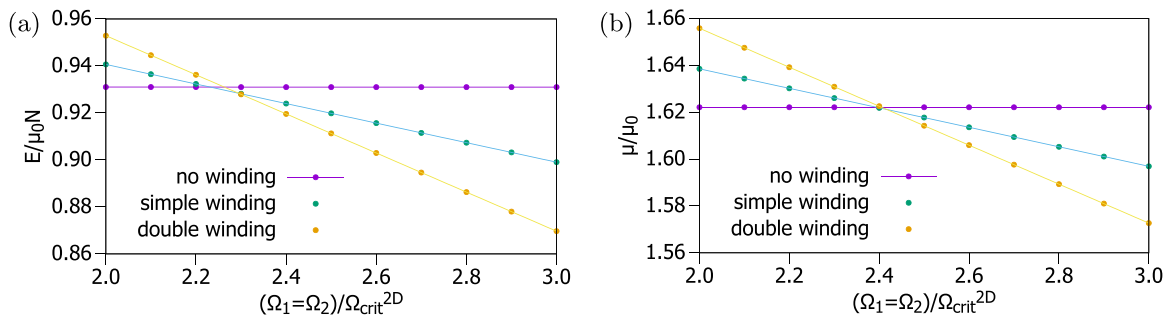 (a)
E/μ₀N
0.96
0.94
0.92
0.90
0.88
0.86
no winding
simple winding
double winding
2.0 2.2 2.4 2.6 2.8 3.0
(Ω₁=Ω₂)/Ωcrit²ᴰ
(b)
μ/μ₀
1.66
1.64
1.62
1.60
1.58
1.56
no winding
simple winding
double winding
2.0 2.2 2.4 2.6 2.8 3.0
(Ω₁=Ω₂)/Ωcrit²ᴰ